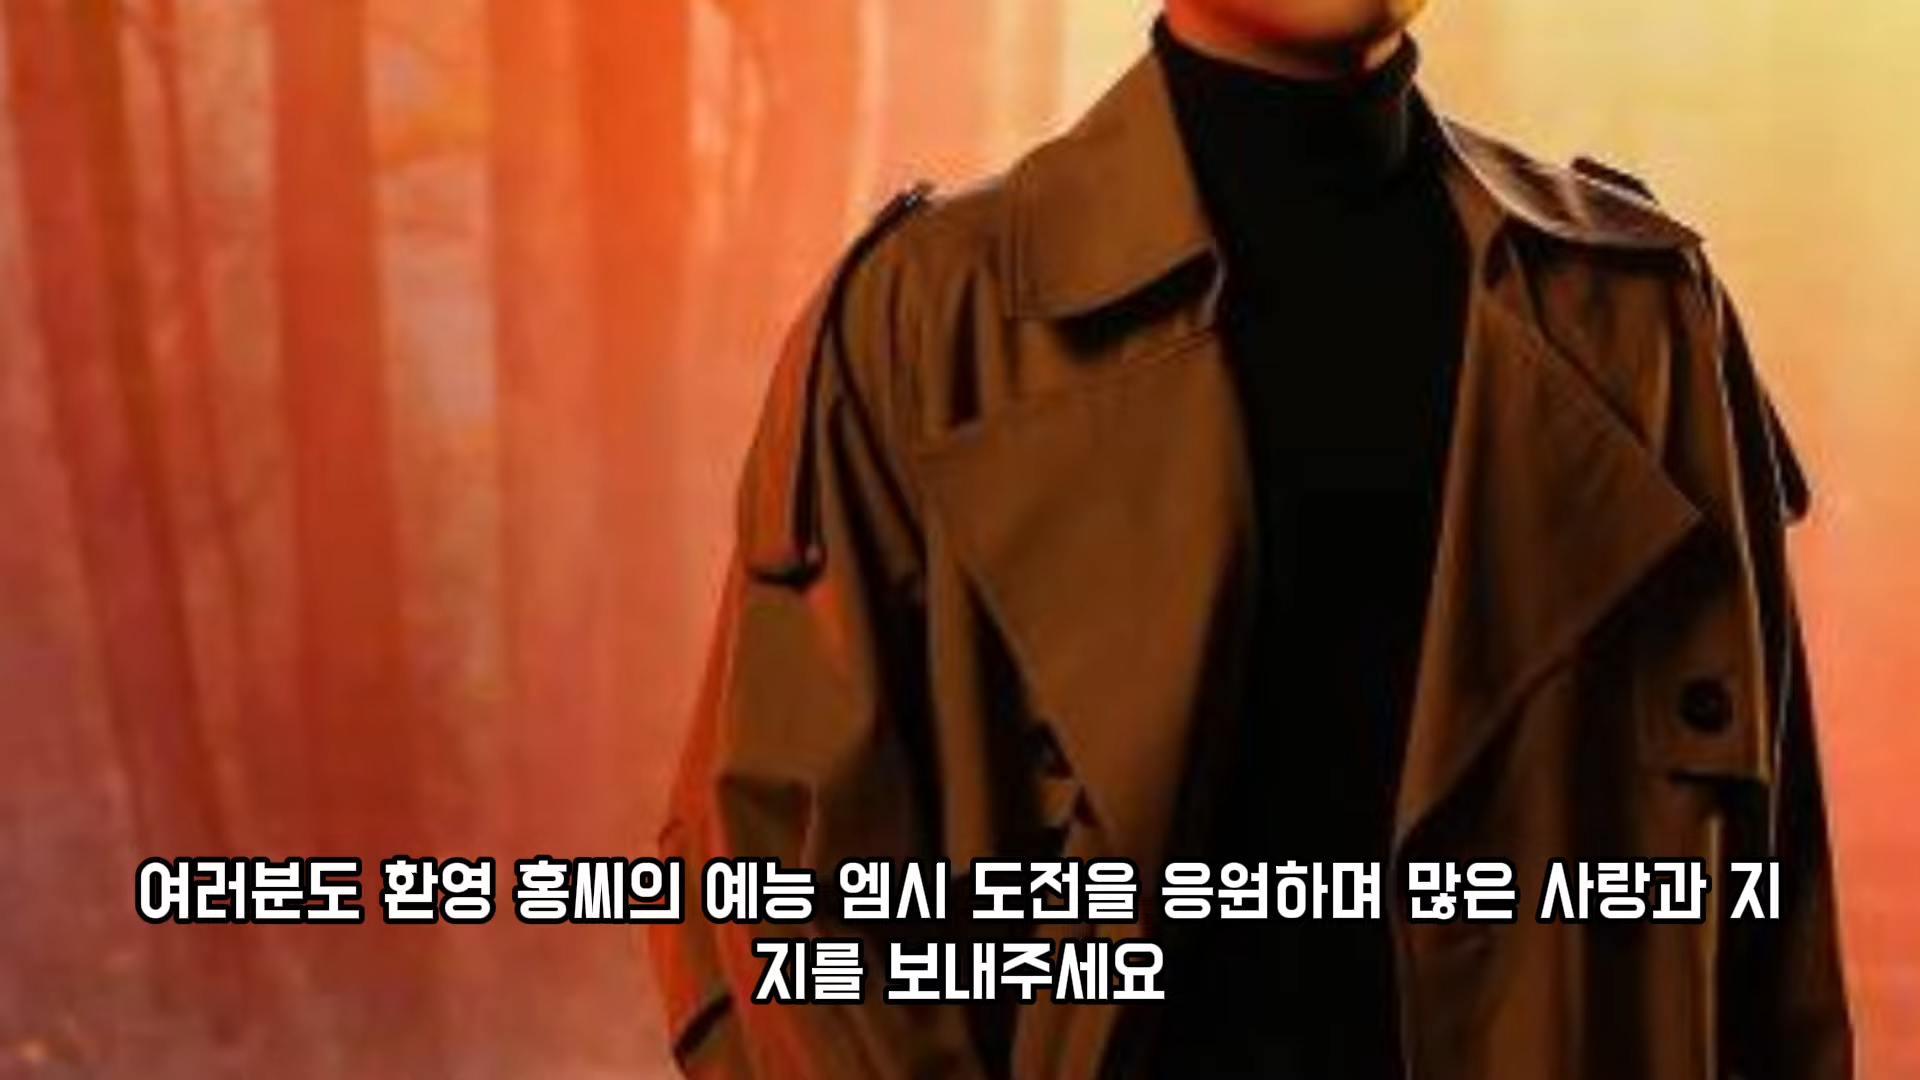 여러분도 환영 홍씨의 예능 엠시 도전을 응원하며 많은 사랑과 지
지를 보내주세요